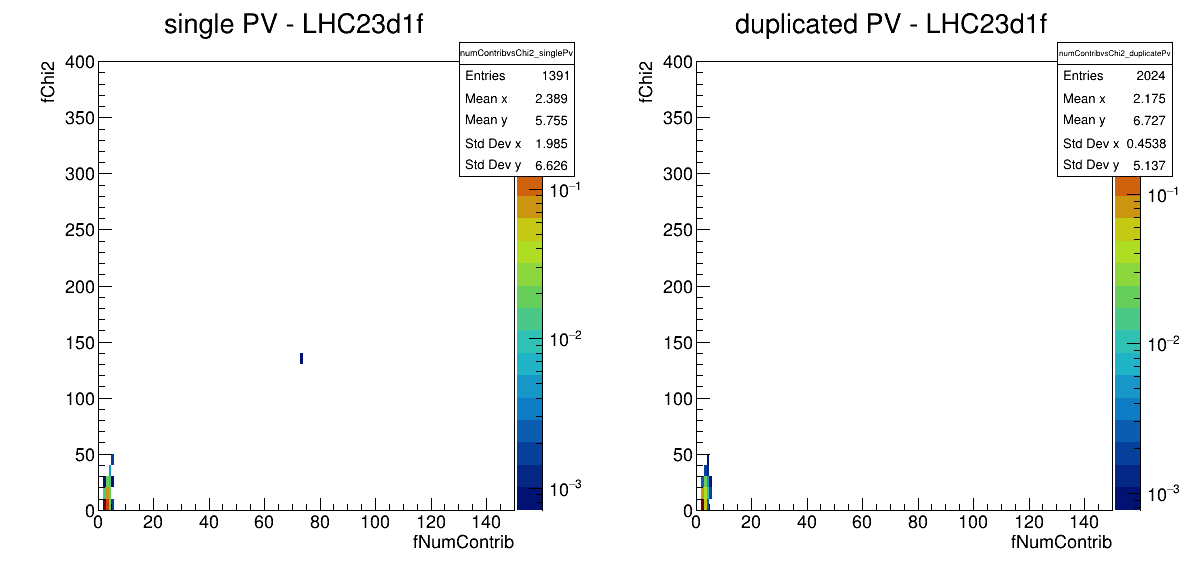 single PV - LHC23d1f
numContribvsChi2_singlePv
Entries 1391
Mean x 2.389
Mean y 5.755
Std Dev x 1.985
Std Dev y 6.626
fChi2
400
350
300
250
200
150
100
50
0
0 20 40 60 80 100 120 140
fNumContrib
10⁻¹
10⁻²
10⁻³
duplicated PV - LHC23d1f
numContribvsChi2_duplicatePv
Entries 2024
Mean x 2.175
Mean y 6.727
Std Dev x 0.4538
Std Dev y 5.137
fChi2
400
350
300
250
200
150
100
50
0
0 20 40 60 80 100 120 140
fNumContrib
10⁻¹
10⁻²
10⁻³